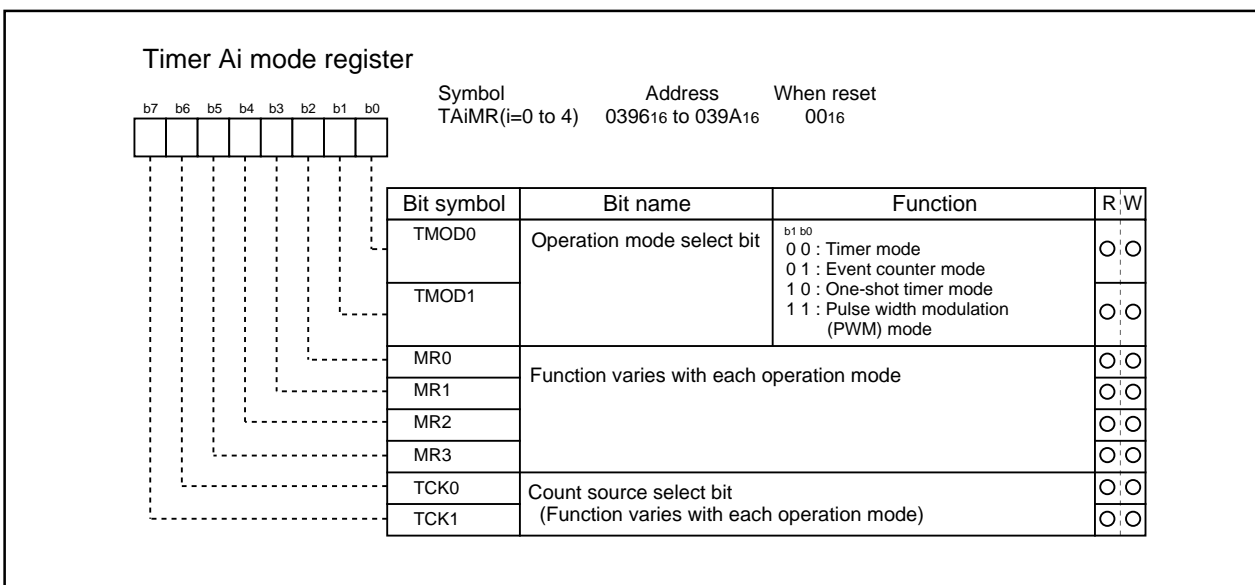 Timer Ai mode register
Symbol Address When reset
TAiMR(i=0 to 4) 039616 to 039A16 0016
b7 b6 b5 b4 b3 b2 b1 b0
Bit symbol Bit name Function R W
TMOD0 Operation mode select bit b1 b0
0 0 : Timer mode
0 1 : Event counter mode
TMOD1 1 0 : One-shot timer mode
1 1 : Pulse width modulation
(PWM) mode
MR0 Function varies with each operation mode
MR1
MR2
MR3
TCK0 Count source select bit
TCK1 (Function varies with each operation mode)